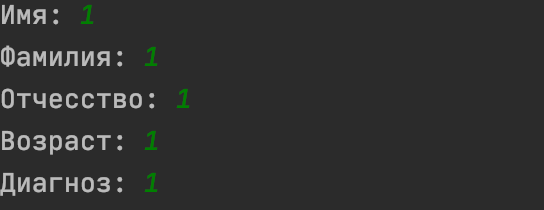 Имя: 1
Фамилия: 1
Отчесство: 1
Возраст: 1
Диагноз: 1